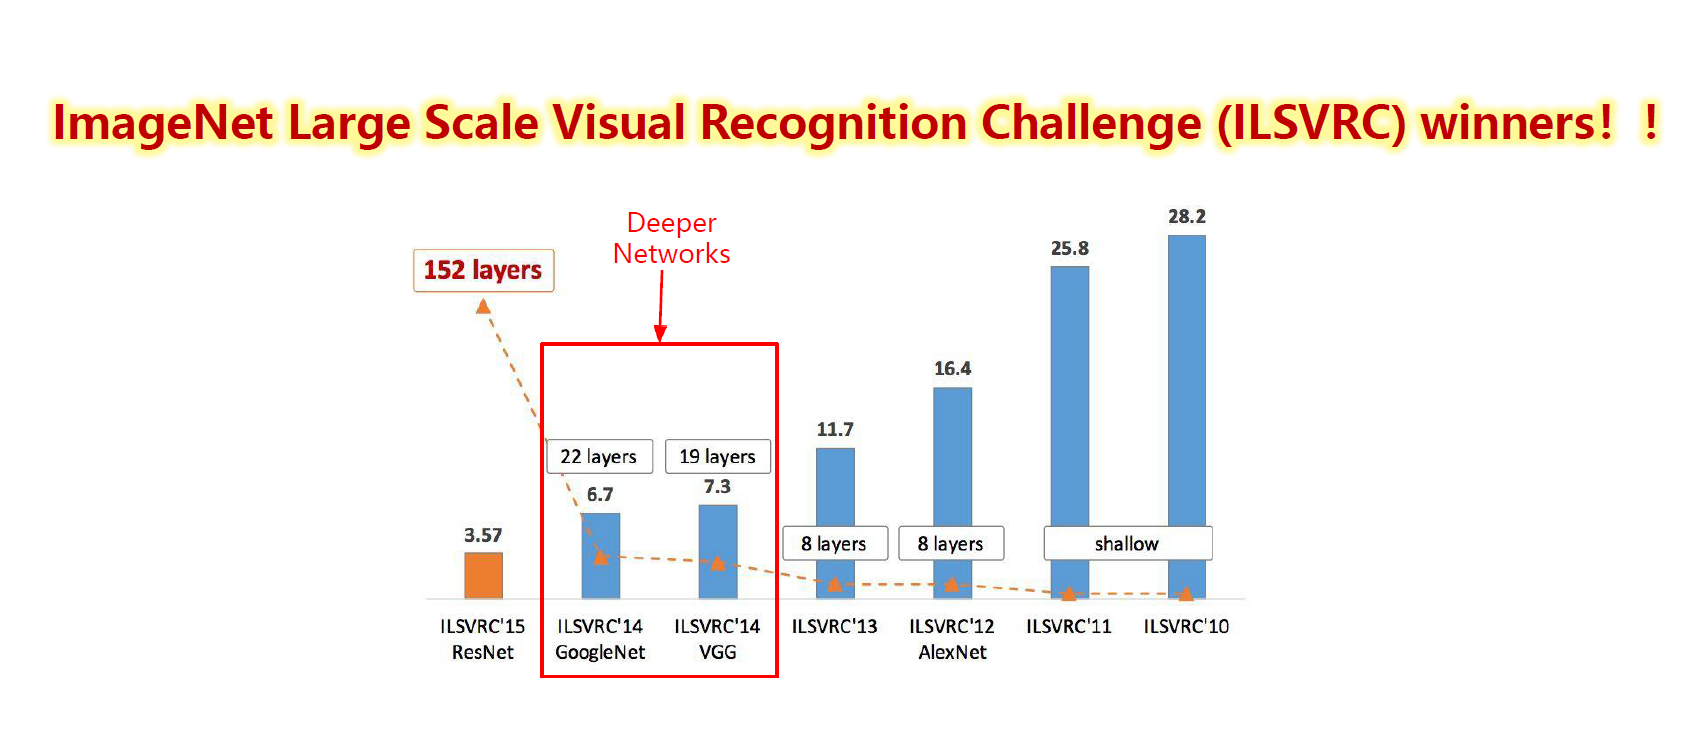 ImageNet Large Scale Visual Recognition Challenge (ILSVRC) winners！！
Deeper
Networks
152 layers
22 layers
19 layers
8 layers
8 layers
shallow
3.57
6.7
7.3
11.7
16.4
25.8
28.2
ILSVRC'15
ResNet
ILSVRC'14
GoogleNet
ILSVRC'14
VGG
ILSVRC'13
ILSVRC'12
AlexNet
ILSVRC'11
ILSVRC'10